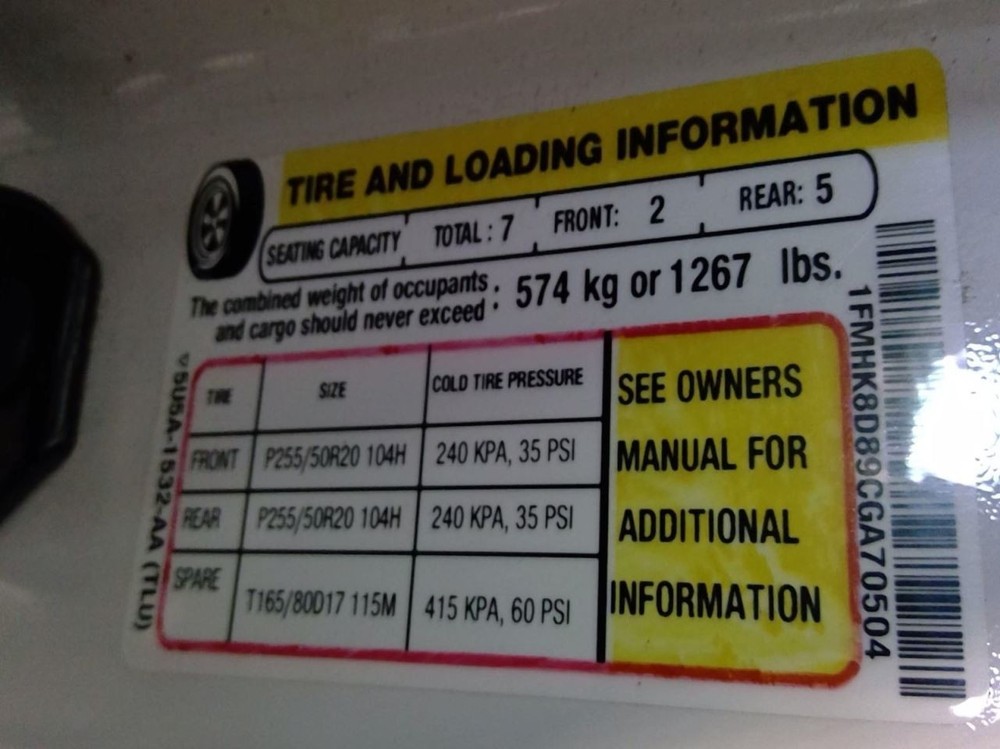 TIRE AND LOADING INFORMATION
SEATING CAPACITY TOTAL : 7 FRONT: 2 REAR: 5
The combined weight of occupants
and cargo should never exceed : 574 kg or 1267 lbs.
TIRE SIZE COLD TIRE PRESSURE
FRONT P255/50R20 104H 240 KPA, 35 PSI
REAR P255/50R20 104H 240 KPA, 35 PSI
SPARE T165/80D17 115M 415 KPA, 60 PSI
SEE OWNERS
MANUAL FOR
ADDITIONAL
INFORMATION
5U5A-1532-AA (TLU)
1FMHK8D89CGA70504